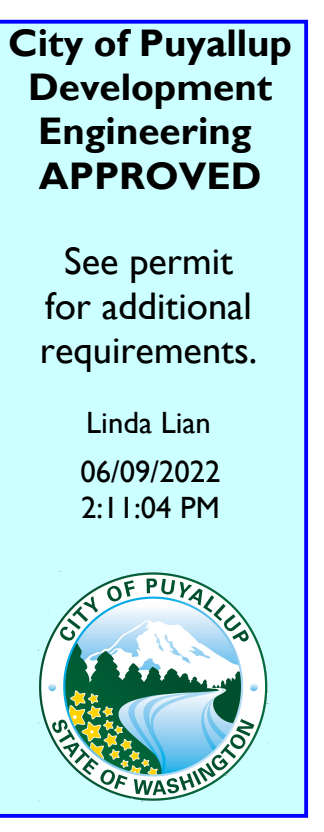 City of Puyallup
Development
Engineering
APPROVED
See permit
for additional
requirements.
Linda Lian
06/09/2022
2:11:04 PM
CITY OF PUYALLUP
STATE OF WASHINGTON